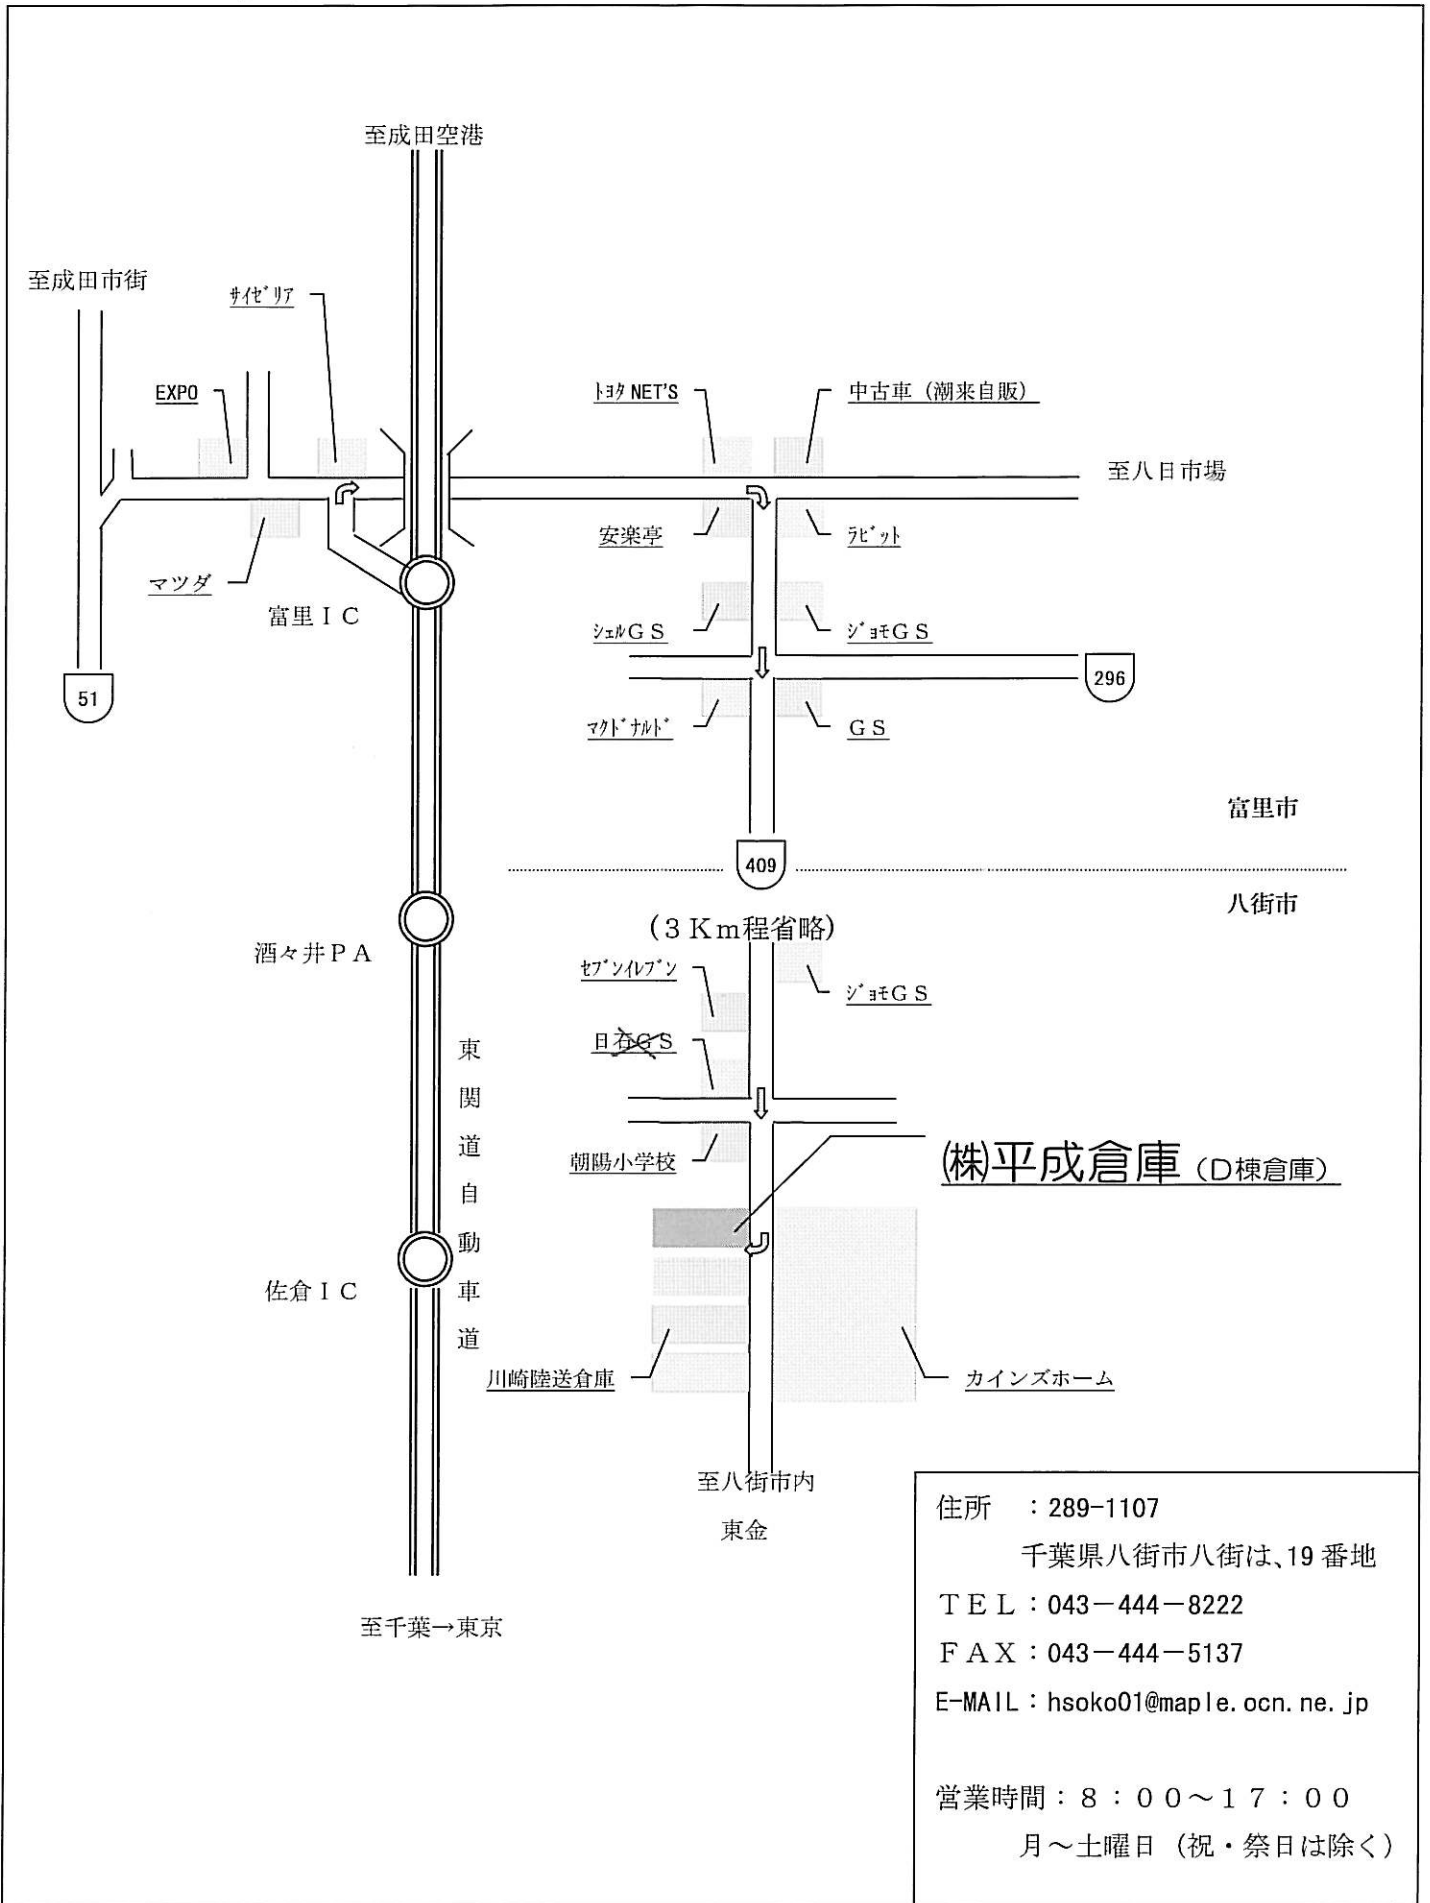 至成田空港
至成田市街
ｻｲｾﾞﾘｱ
EXPO
ﾄﾖﾀ NET'S
中古車（潮来自販）
至八日市場
安楽亭
ﾗﾋﾞｯﾄ
マツダ
富里ＩＣ
ｼｪﾙＧＳ
ｼﾞｮﾓＧＳ
51
296
ﾏｸﾄﾞﾅﾙﾄﾞ
ＧＳ
富里市
409
八街市
(３Ｋｍ程省略)
酒々井ＰＡ
ｾﾌﾞﾝｲﾚﾌﾞﾝ
ｼﾞｮﾓＧＳ
日石ＧＳ
東関道自動車道
朝陽小学校
㈱平成倉庫（D棟倉庫）
佐倉ＩＣ
川崎陸送倉庫
カインズホーム
至八街市内
東金
至千葉→東京
住所　：289-1107
千葉県八街市八街は､19 番地
ＴＥＬ：043－444－8222
ＦＡＸ：043－444－5137
E-MAIL：hsoko01@maple.ocn.ne.jp
営業時間：８：００～１７：００
月～土曜日（祝・祭日は除く）